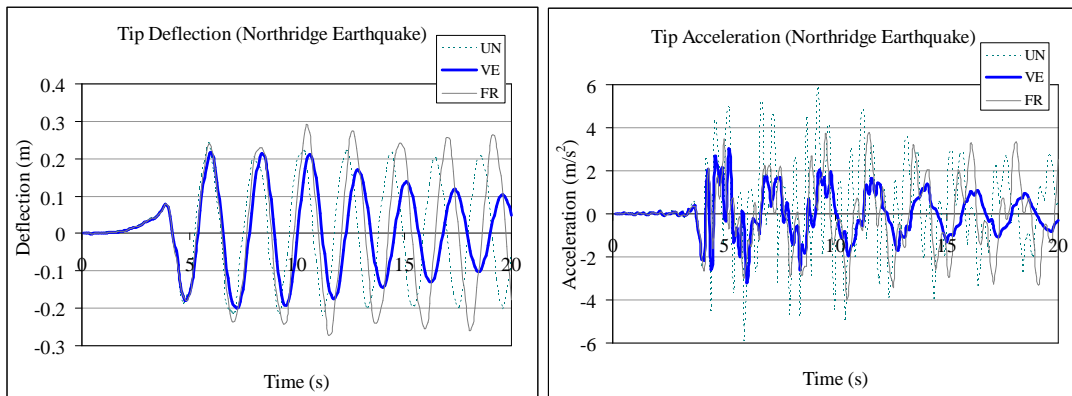 Tip Deflection (Northridge Earthquake)
UN
VE
FR
0.4
0.3
0.2
0.1
0
-0.1
-0.2
-0.3
0
5
10
15
20
Deflection (m)
Time (s)
Tip Acceleration (Northridge Earthquake)
UN
VE
FR
6
4
2
0
-2
-4
-6
0
5
10
15
20
Acceleration (m/s²)
Time (s)